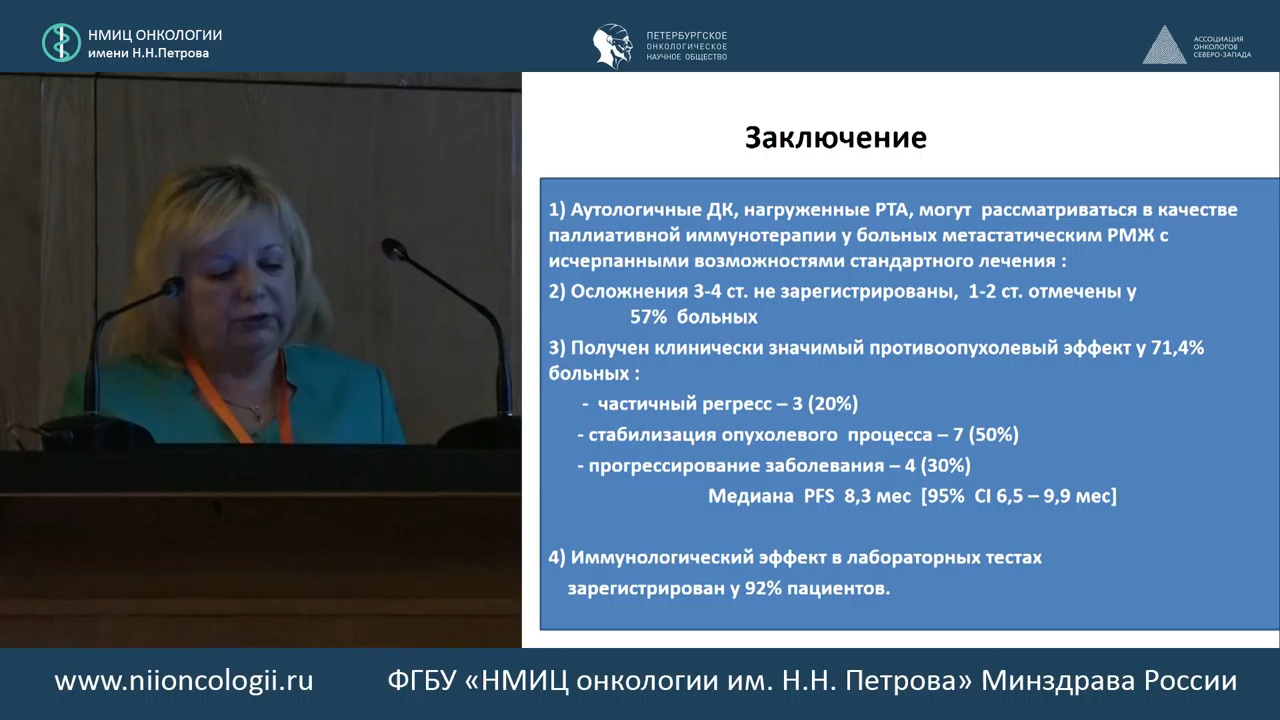 НМИЦ ОНКОЛОГИИ
имени Н.Н.Петрова
ПЕТЕРБУРГСКОЕ
ОНКОЛОГИЧЕСКОЕ
НАУЧНОЕ ОБЩЕСТВО
АССОЦИАЦИЯ
ОНКОЛОГОВ
СЕВЕРО-ЗАПАДА
Заключение
1) Аутологичные ДК, нагруженные РТА, могут рассматриваться в качестве
паллиативной иммунотерапии у больных метастатическим РМЖ с
исчерпанными возможностями стандартного лечения :
2) Осложнения 3-4 ст. не зарегистрированы, 1-2 ст. отмечены у
57% больных
3) Получен клинически значимый противоопухолевый эффект у 71,4%
больных :
- частичный регресс – 3 (20%)
- стабилизация опухолевого процесса – 7 (50%)
- прогрессирование заболевания – 4 (30%)
Медиана PFS 8,3 мес [95% CI 6,5 – 9,9 мес]
4) Иммунологический эффект в лабораторных тестах
зарегистрирован у 92% пациентов.
www.niioncologii.ru
ФГБУ «НМИЦ онкологии им. Н.Н. Петрова» Минздрава России